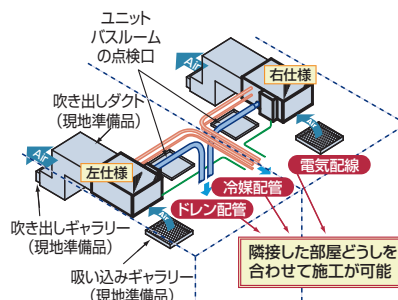 ユニット
バスルーム
の点検口
Air
右仕様
吹き出しダクト
(現地準備品)
Air
Air
左仕様
電気配線
冷媒配管
Air
ドレン配管
吹き出しギャラリー
(現地準備品)
隣接した部屋どうしを
合わせて施工が可能
吸い込みギャラリー
(現地準備品)